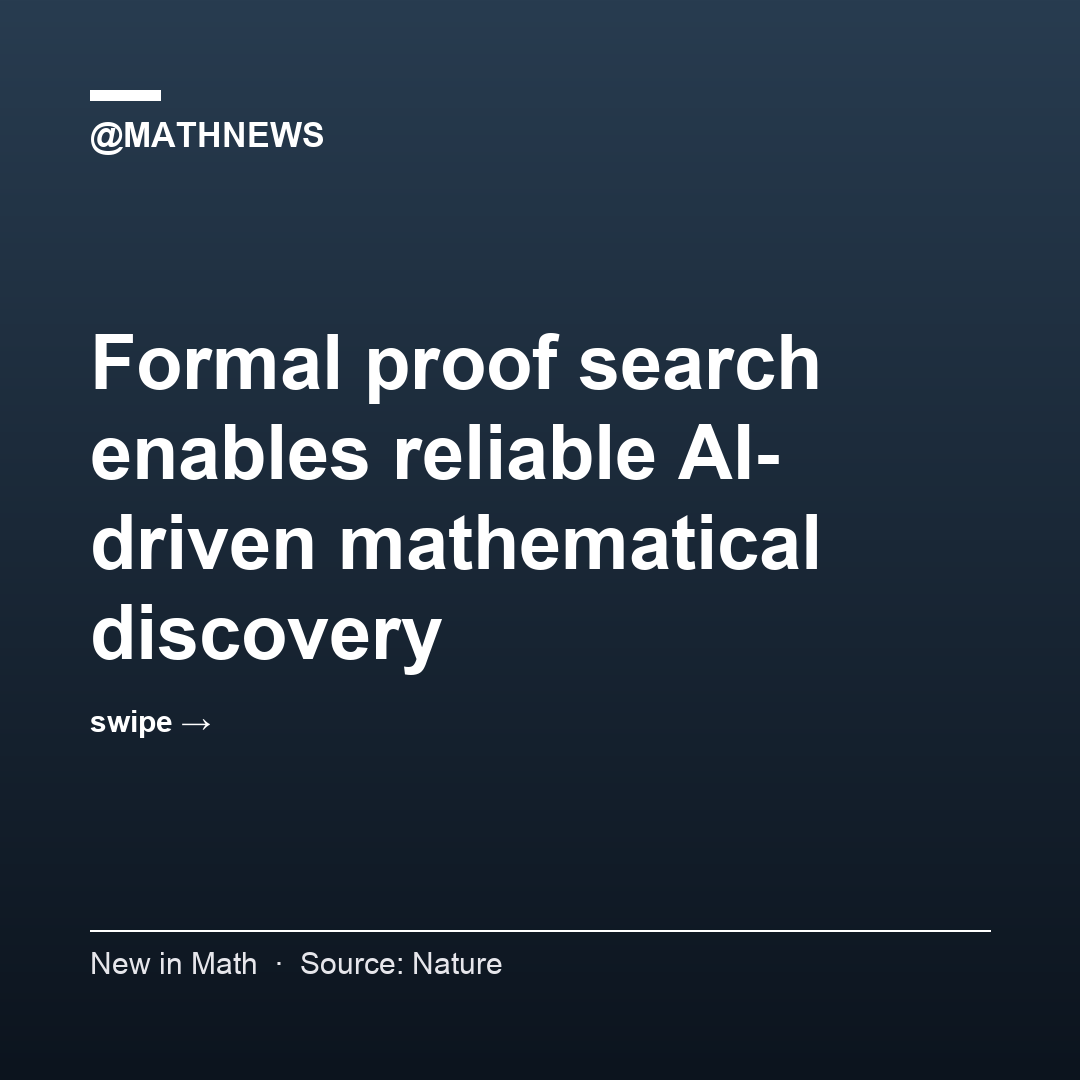 @MATHNEWS
Formal proof search
enables reliable AI-
driven mathematical
discovery
swipe →
New in Math · Source: Nature